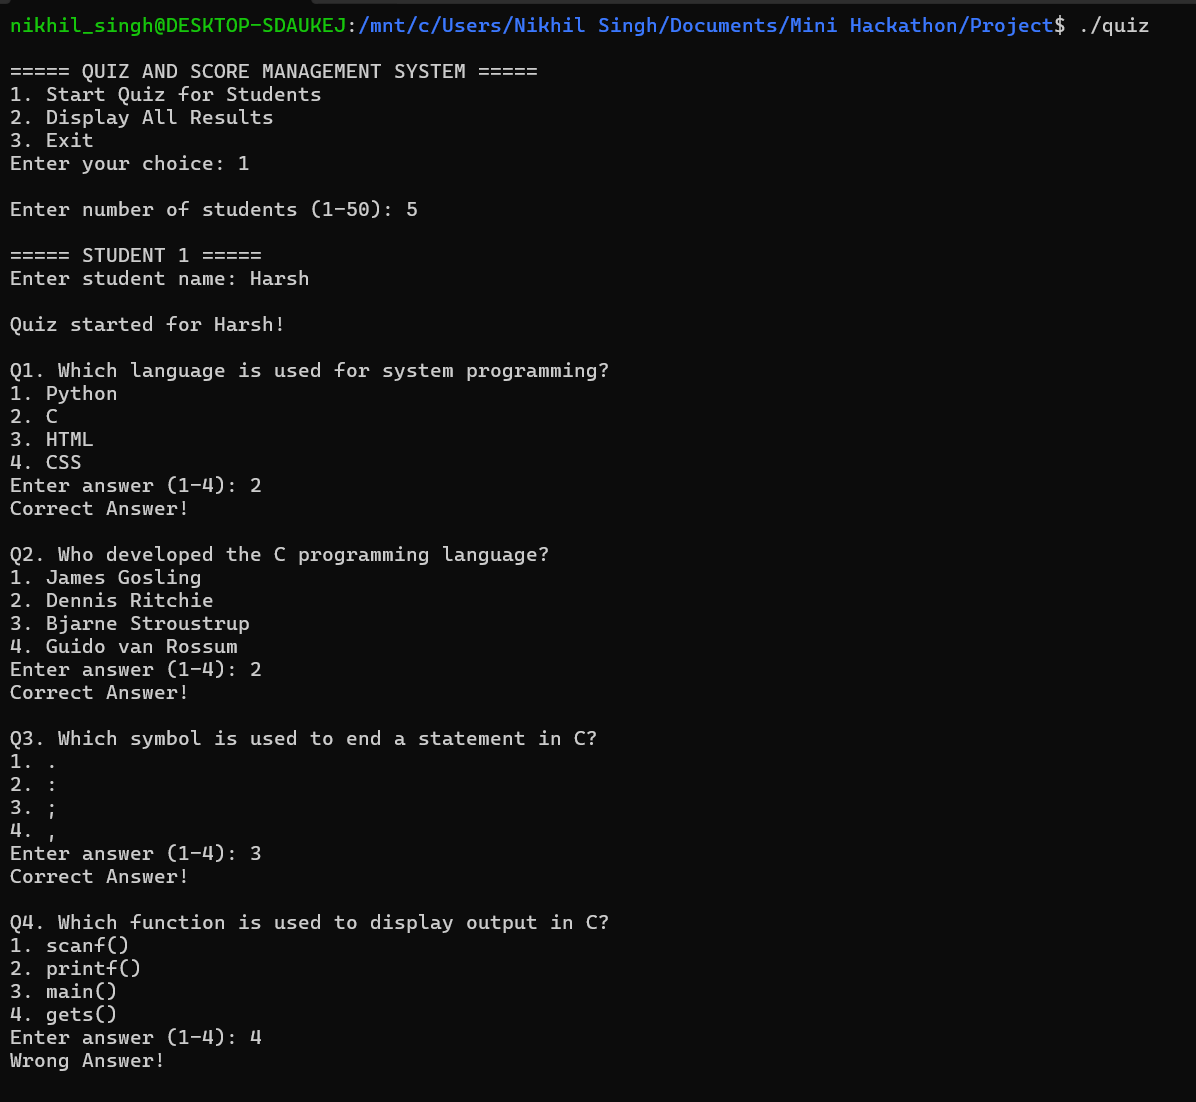 nikhil_singh@DESKTOP-SDAUKEJ:/mnt/c/Users/Nikhil Singh/Documents/Mini Hackathon/Project$ ./quiz
===== QUIZ AND SCORE MANAGEMENT SYSTEM =====
1. Start Quiz for Students
2. Display All Results
3. Exit
Enter your choice: 1
Enter number of students (1-50): 5
===== STUDENT 1 =====
Enter student name: Harsh
Quiz started for Harsh!
Q1. Which language is used for system programming?
1. Python
2. C
3. HTML
4. CSS
Enter answer (1-4): 2
Correct Answer!
Q2. Who developed the C programming language?
1. James Gosling
2. Dennis Ritchie
3. Bjarne Stroustrup
4. Guido van Rossum
Enter answer (1-4): 2
Correct Answer!
Q3. Which symbol is used to end a statement in C?
1. .
2. :
3. ;
4. ,
Enter answer (1-4): 3
Correct Answer!
Q4. Which function is used to display output in C?
1. scanf()
2. printf()
3. main()
4. gets()
Enter answer (1-4): 4
Wrong Answer!